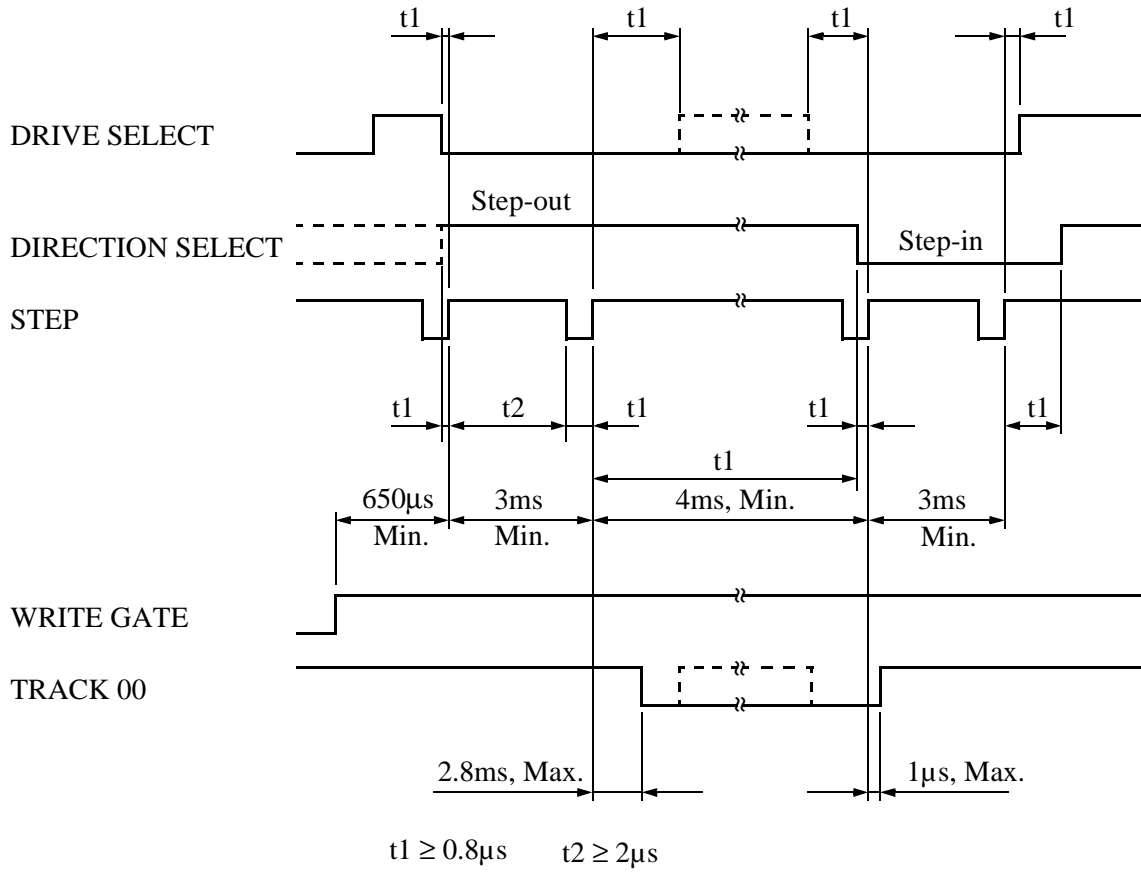 t1 t1 t1 t1
DRIVE SELECT
Step-out
DIRECTION SELECT
Step-in
STEP
t1 t2 t1 t1 t1
t1
650µs 3ms 4ms, Min. 3ms
Min. Min. Min.
WRITE GATE
TRACK 00
2.8ms, Max. 1µs, Max.
t1 ≥ 0.8µs t2 ≥ 2µs